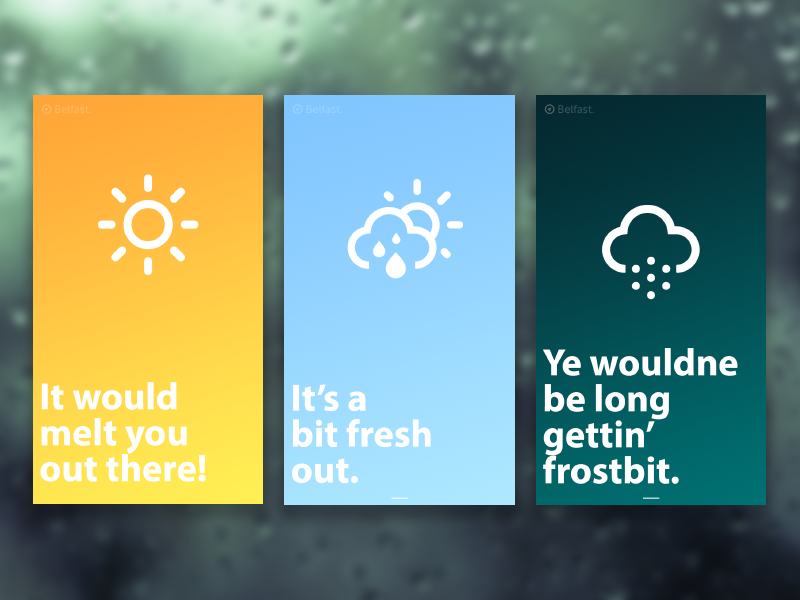 Belfast.
It would
melt you
out there!
Belfast.
It's a
bit fresh
out.
Belfast.
Ye wouldne
be long
gettin'
frostbit.